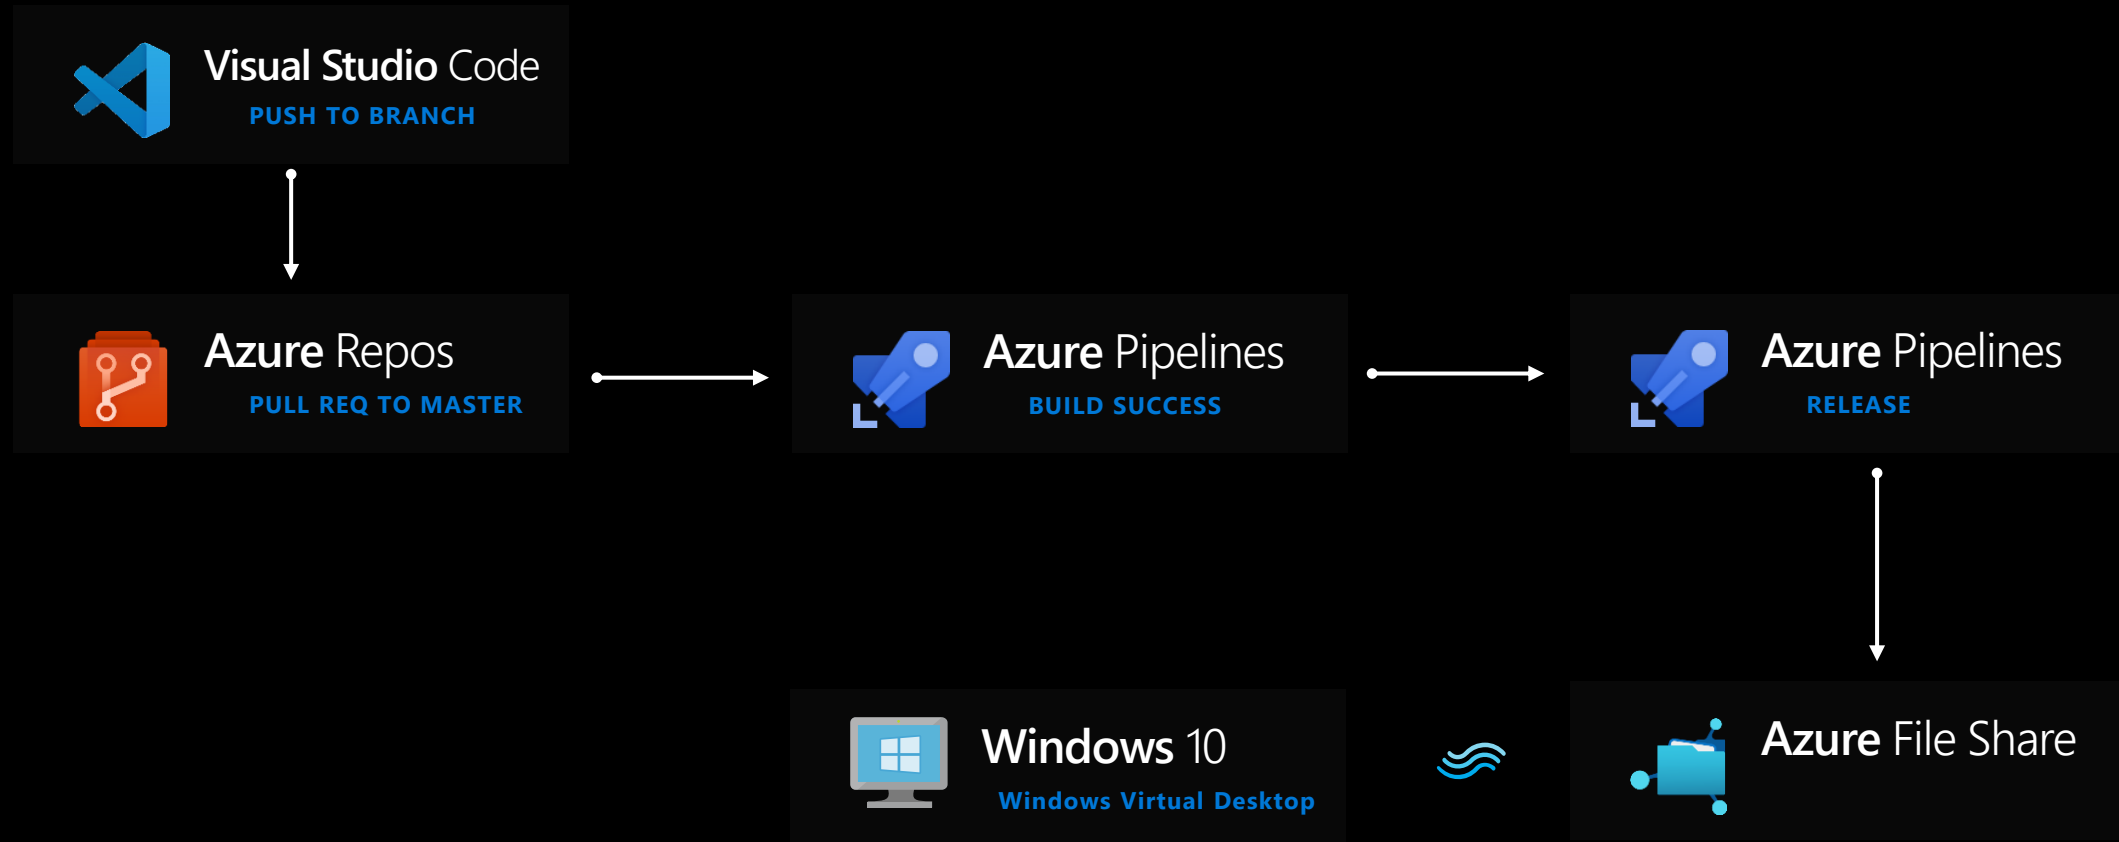 Visual Studio Code
PUSH TO BRANCH
Azure Repos
PULL REQ TO MASTER
Azure Pipelines
BUILD SUCCESS
Azure Pipelines
RELEASE
Windows 10
Windows Virtual Desktop
Azure File Share